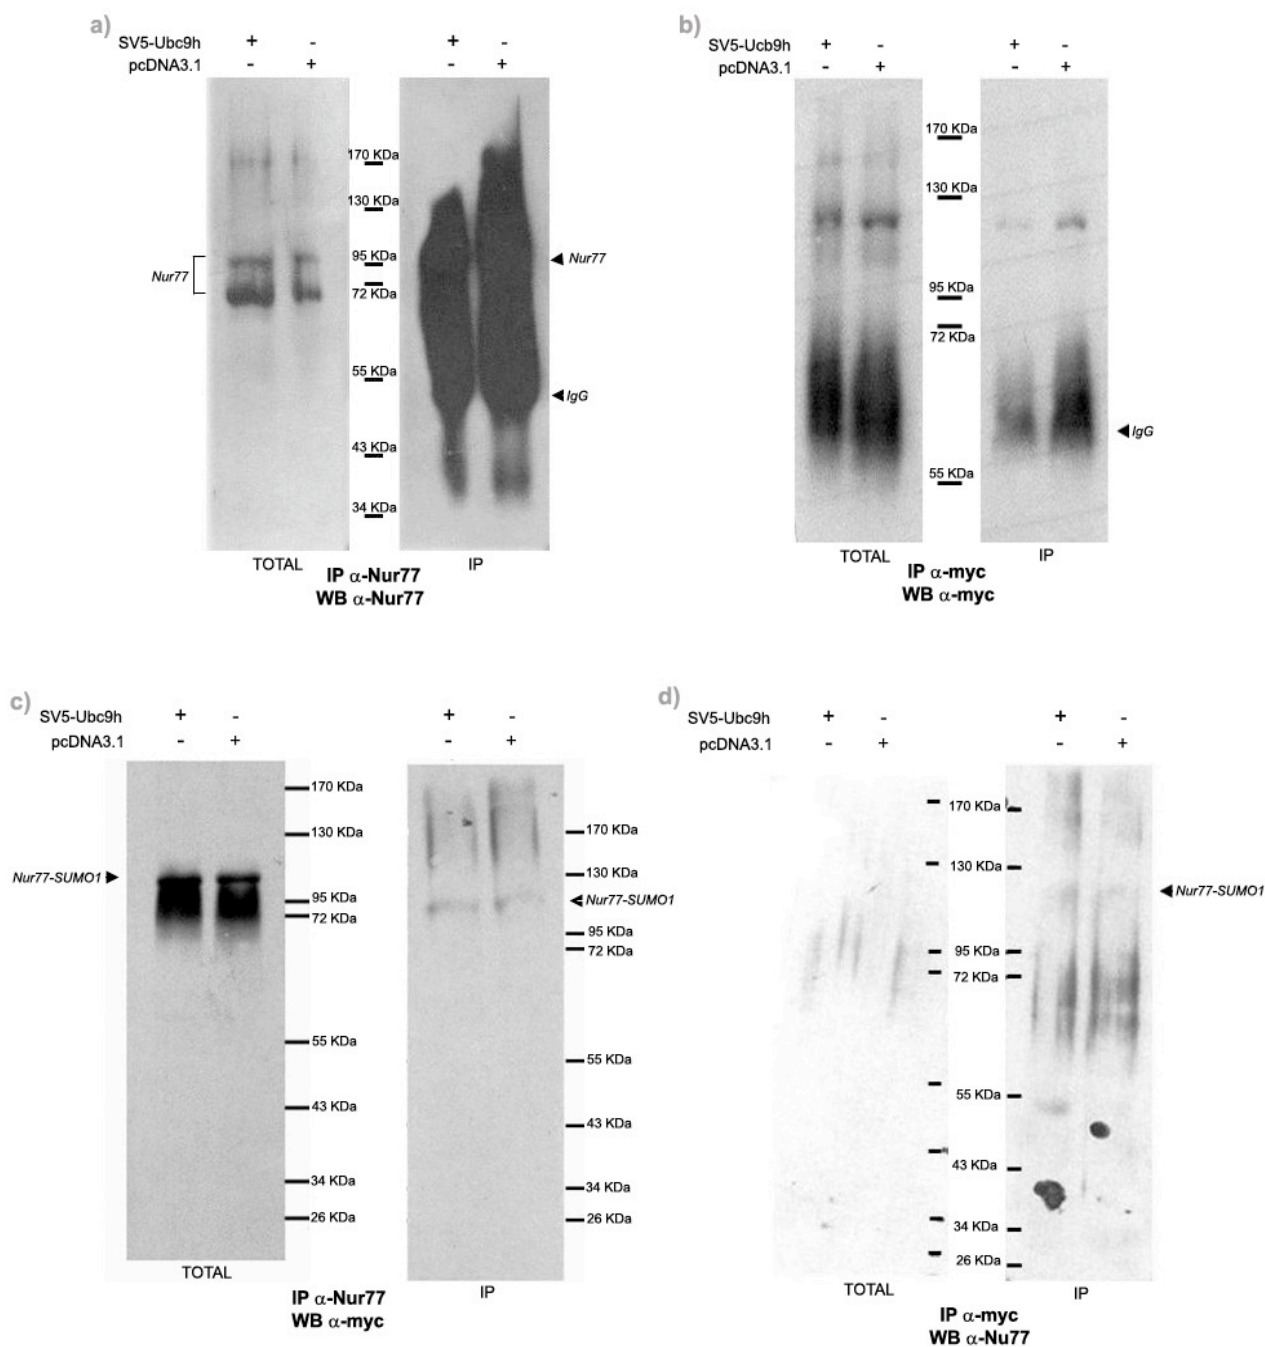 a)
SV5-Ubc9h + - + -
pcDNA3.1 - + - +
170 KDa
130 KDa
95 KDa
72 KDa
55 KDa
43 KDa
34 KDa
Nur77
Nur77
IgG
TOTAL
IP
IP α-Nur77
WB α-Nur77
b)
SV5-Ucb9h + - + -
pcDNA3.1 - + - +
170 KDa
130 KDa
95 KDa
72 KDa
55 KDa
IgG
TOTAL
IP
IP α-myc
WB α-myc
c)
SV5-Ubc9h + - + -
pcDNA3.1 - + - +
Nur77-SUMO1
170 KDa
130 KDa
95 KDa
72 KDa
55 KDa
43 KDa
34 KDa
26 KDa
170 KDa
130 KDa
Nur77-SUMO1
95 KDa
72 KDa
55 KDa
43 KDa
34 KDa
26 KDa
TOTAL
IP
IP α-Nur77
WB α-myc
d)
SV5-Ubc9h + - + -
pcDNA3.1 - + - +
170 KDa
130 KDa
Nur77-SUMO1
95 KDa
72 KDa
55 KDa
43 KDa
34 KDa
26 KDa
TOTAL
IP
IP α-myc
WB α-Nu77